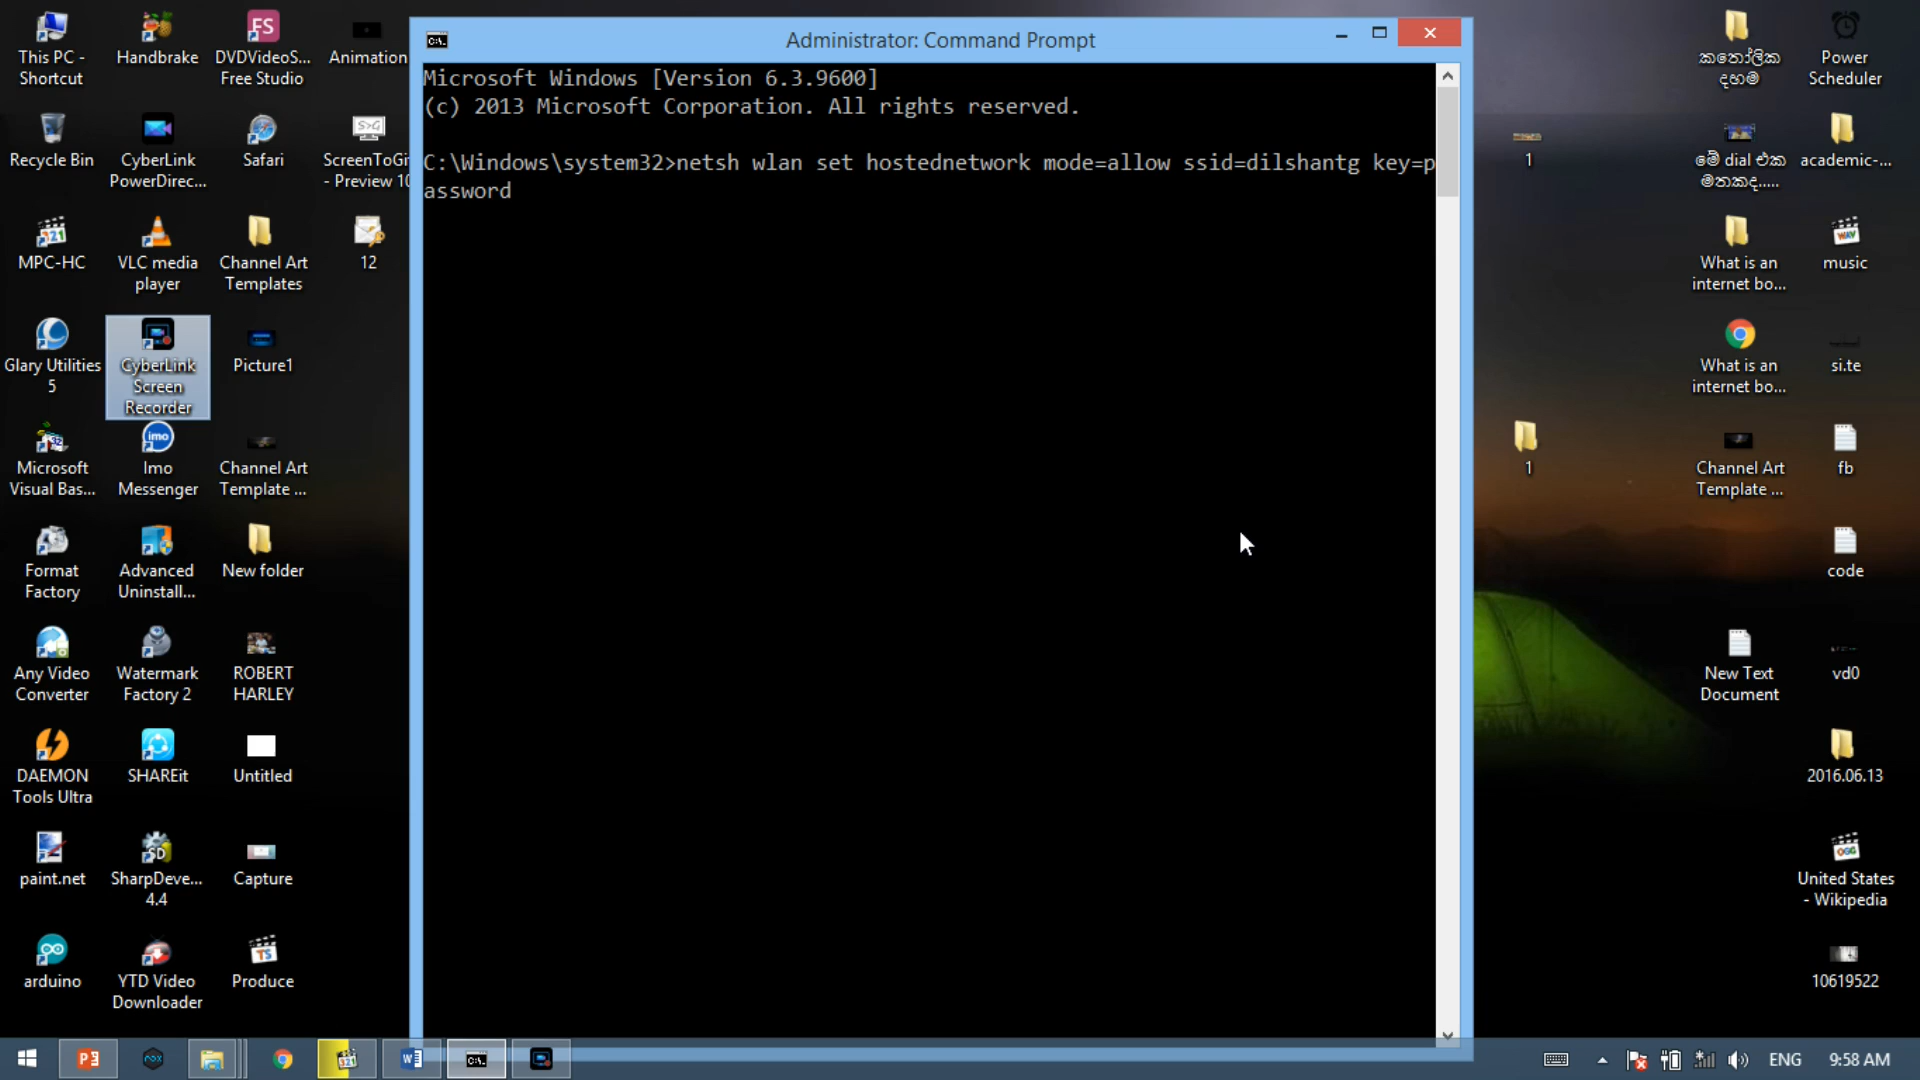 This PC -
Shortcut
Handbrake
DVDVideoS...
Free Studio
Animation
Recycle Bin
CyberLink
PowerDirec...
Safari
ScreenToGi
- Preview 10
MPC-HC
VLC media
player
Channel Art
Templates
12
Glary Utilities
5
CyberLink
Screen
Recorder
Picture1
Microsoft
Visual Bas...
Imo
Messenger
Channel Art
Template ...
Format
Factory
Advanced
Uninstall...
New folder
Any Video
Converter
Watermark
Factory 2
ROBERT
HARLEY
DAEMON
Tools Ultra
SHAREit
Untitled
paint.net
SharpDeve...
4.4
Capture
arduino
YTD Video
Downloader
Produce
Administrator: Command Prompt
Microsoft Windows [Version 6.3.9600]
(c) 2013 Microsoft Corporation. All rights reserved.
C:\Windows\system32>netsh wlan set hostednetwork mode=allow ssid=dilshantg key=p
assword
1
1
කතෝලික
දහම
Power
Scheduler
මේ dial එක
මතකද.....
academic-...
What is an
internet bo...
music
What is an
internet bo...
si.te
Channel Art
Template ...
fb
code
New Text
Document
vd0
2016.06.13
United States
- Wikipedia
10619522
ENG
9:58 AM